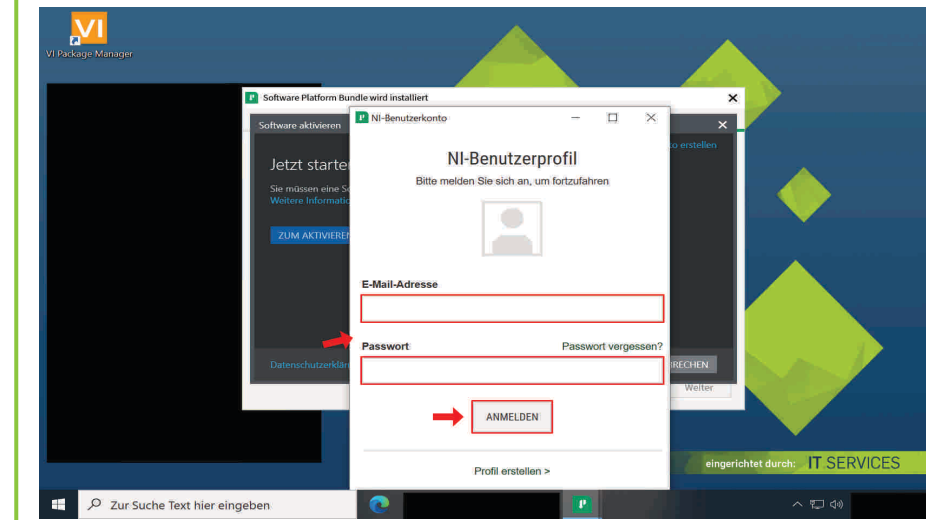 VI
VI Package Manager
Software Platform Bundle wird installiert
Software aktivieren
NI-Benutzerkonto
to erstellen
Jetzt starte
Sie müssen eine S
Weitere Informati
ZUM AKTIVIEREN
NI-Benutzerprofil
Bitte melden Sie sich an, um fortzufahren
E-Mail-Adresse
Passwort
Passwort vergessen?
Datenschutzerklär
RECHEN
Weiter
ANMELDEN
Profil erstellen >
eingerichtet durch: IT.SERVICES
Zur Suche Text hier eingeben